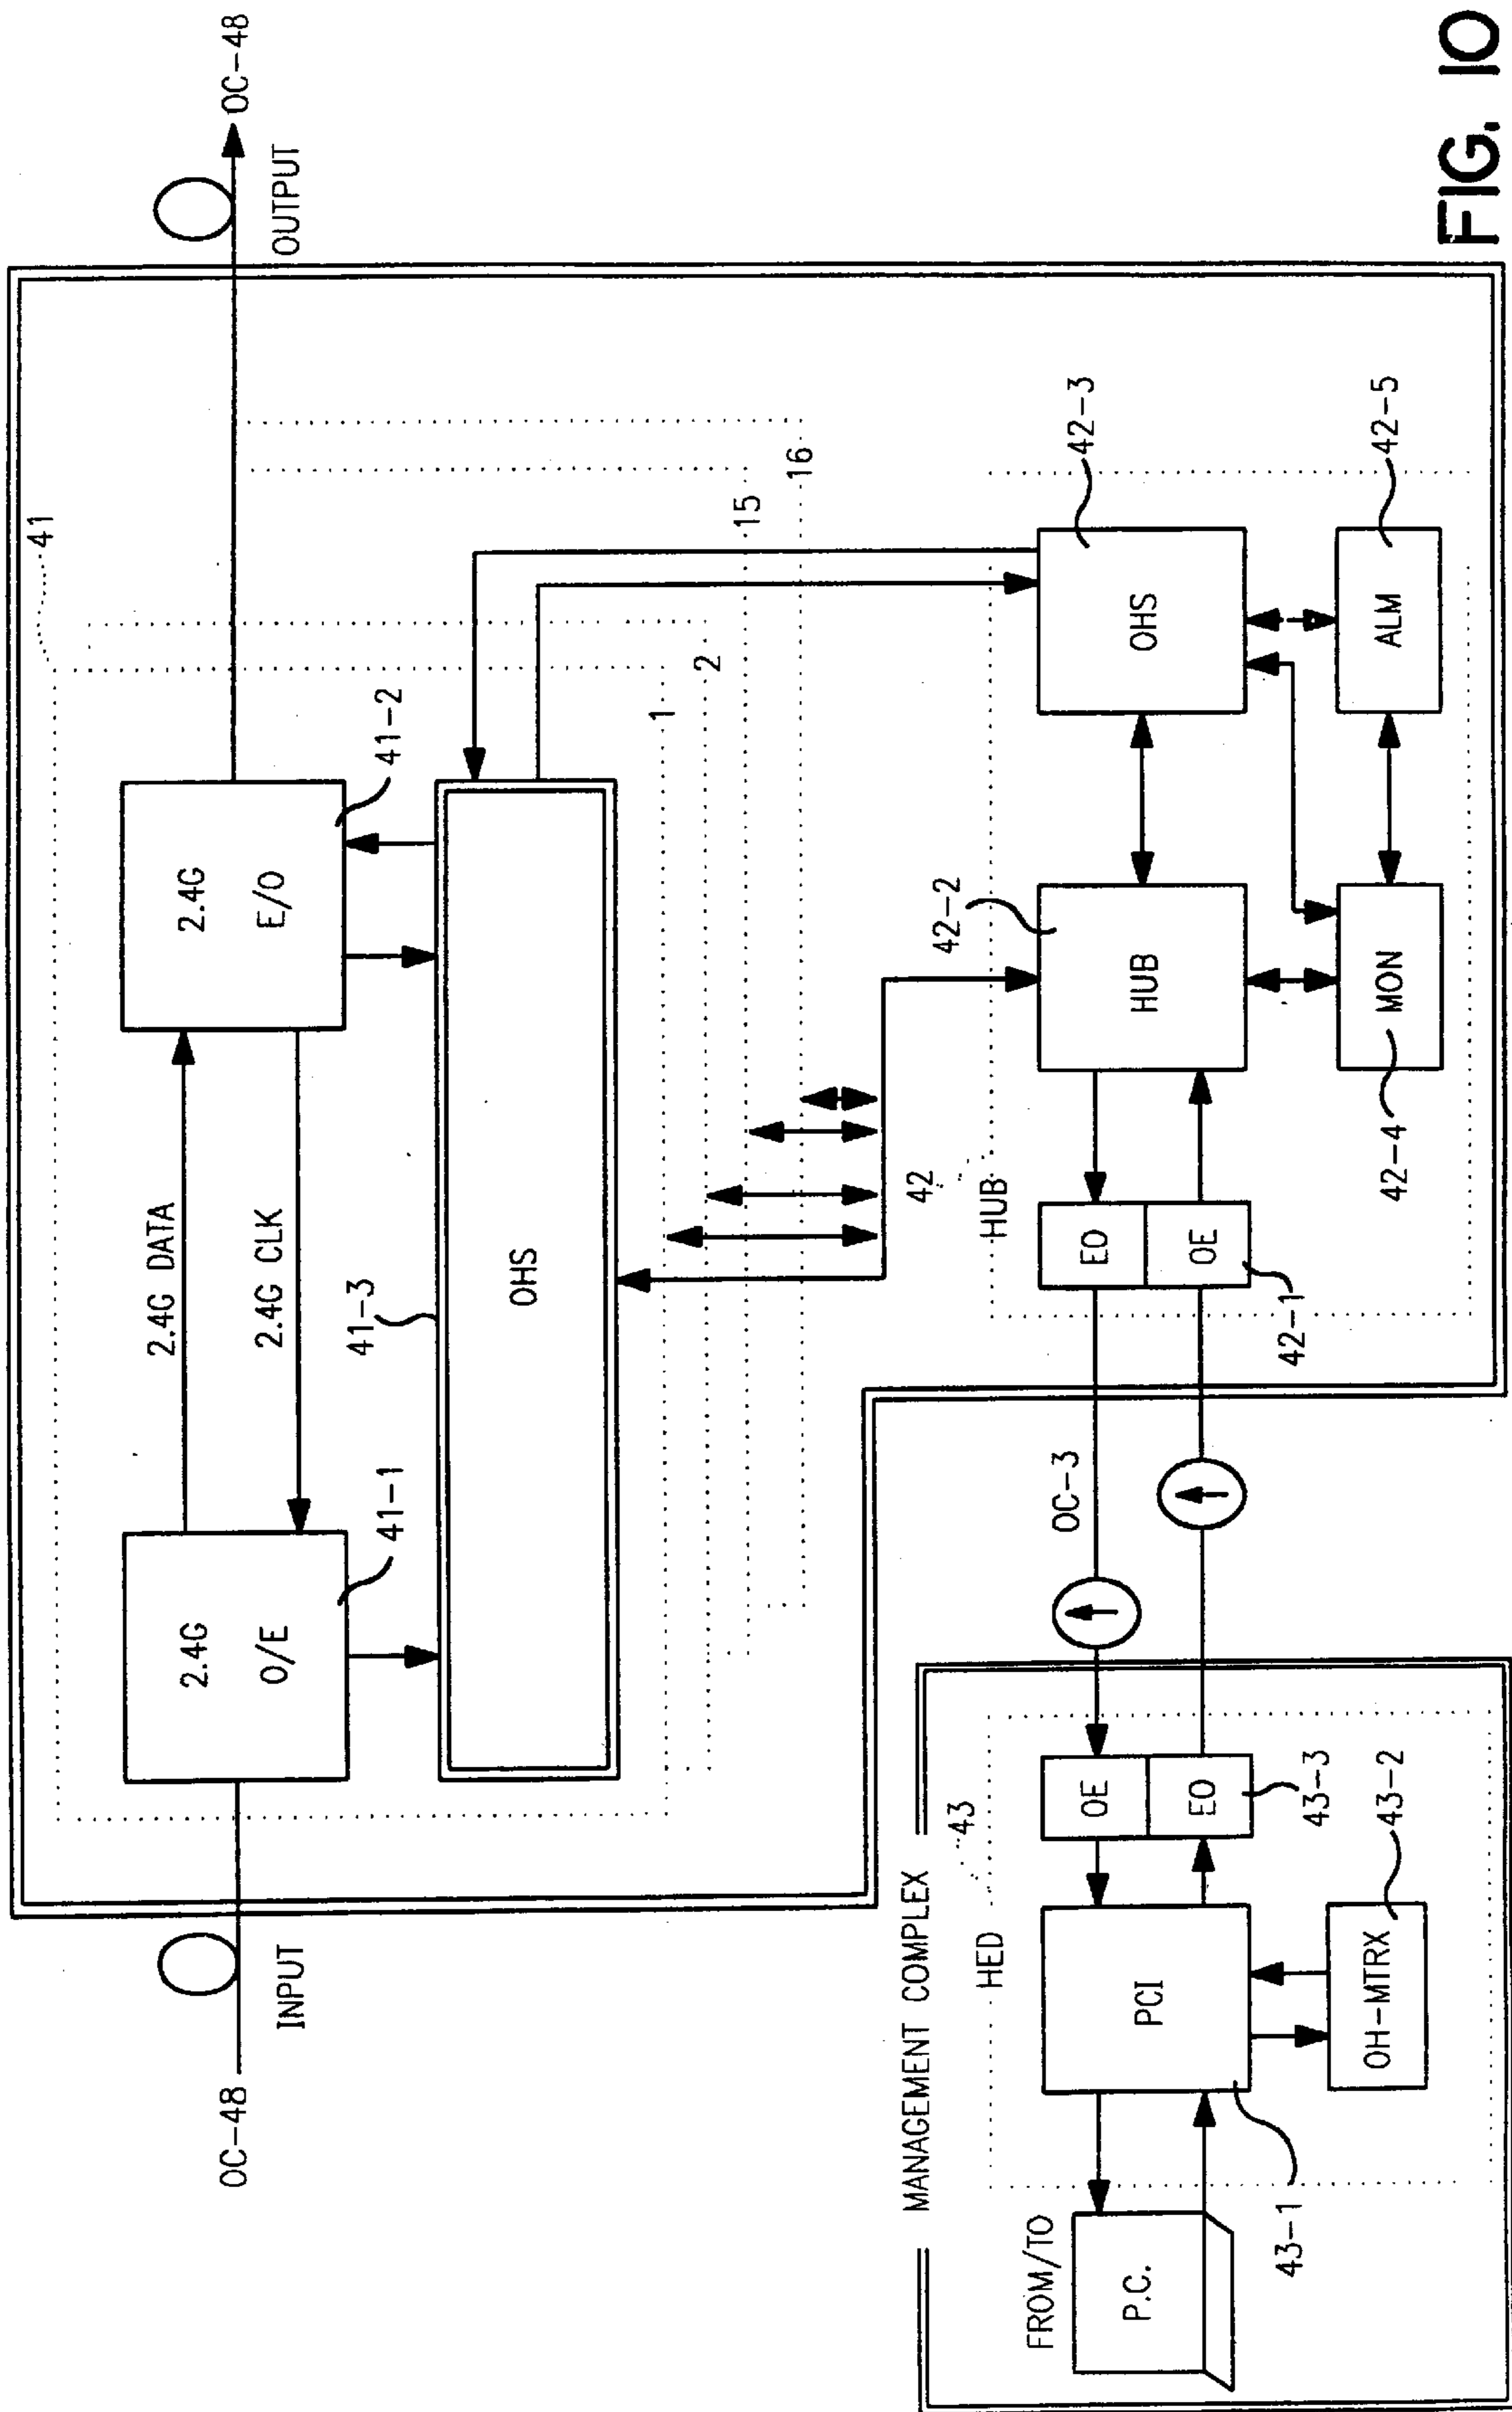 OC-48
INPUT
OUTPUT
OC-48
41
2.4G
O/E
41-1
2.4G DATA
2.4G CLK
2.4G
E/O
41-2
41-3
OHS
1
2
15
16
42
HUB
42-2
HUB
42-3
OHS
EO
OE
42-1
42-4
MON
ALM
42-5
OC-3
MANAGEMENT COMPLEX
43
HED
FROM/TO
P.C.
PCI
43-1
OE
EO
43-3
OH-MTRX
43-2
FIG. 10